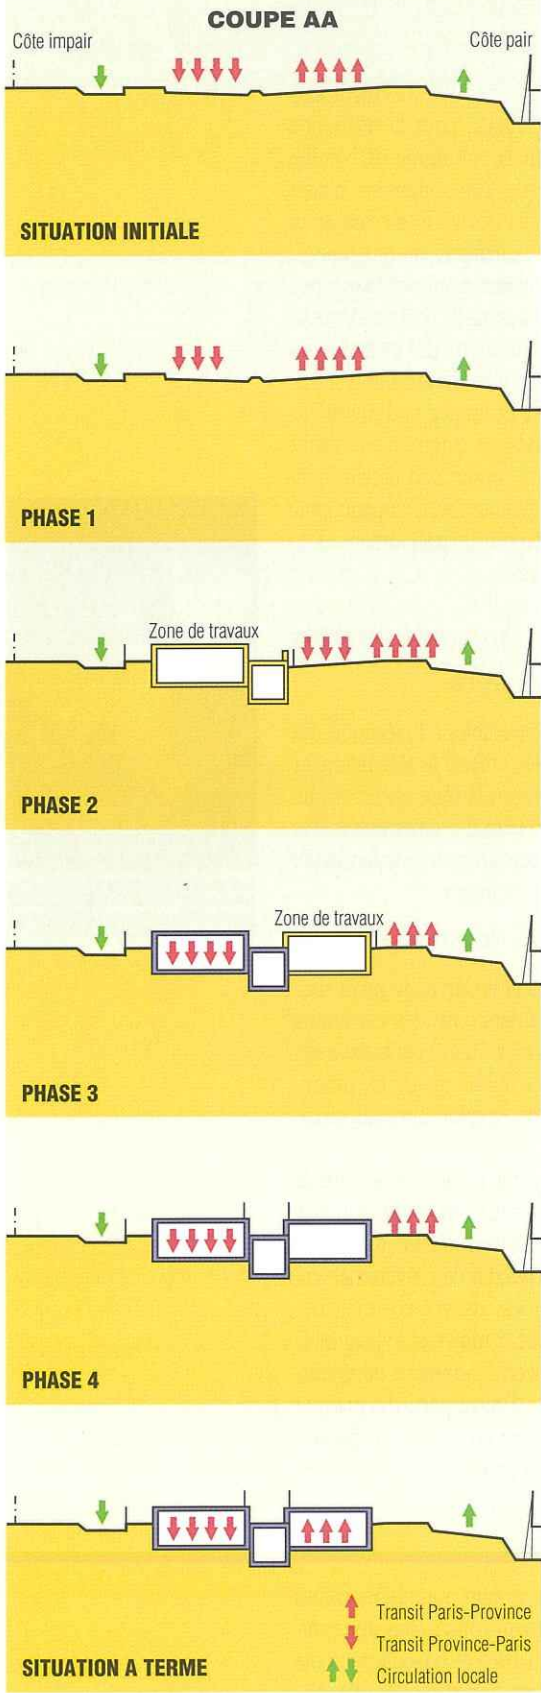 COUPE AA
Côte impair
Côte pair
SITUATION INITIALE
PHASE 1
Zone de travaux
PHASE 2
Zone de travaux
PHASE 3
PHASE 4
Transit Paris-Province
Transit Province-Paris
Circulation locale
SITUATION A TERME